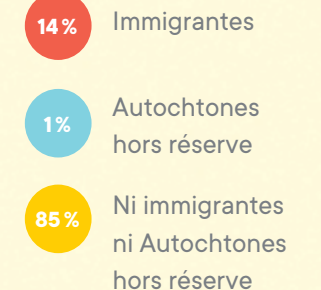 14 % Immigrantes
1 % Autochtones
hors réserve
85 % Ni immigrantes
ni Autochtones
hors réserve